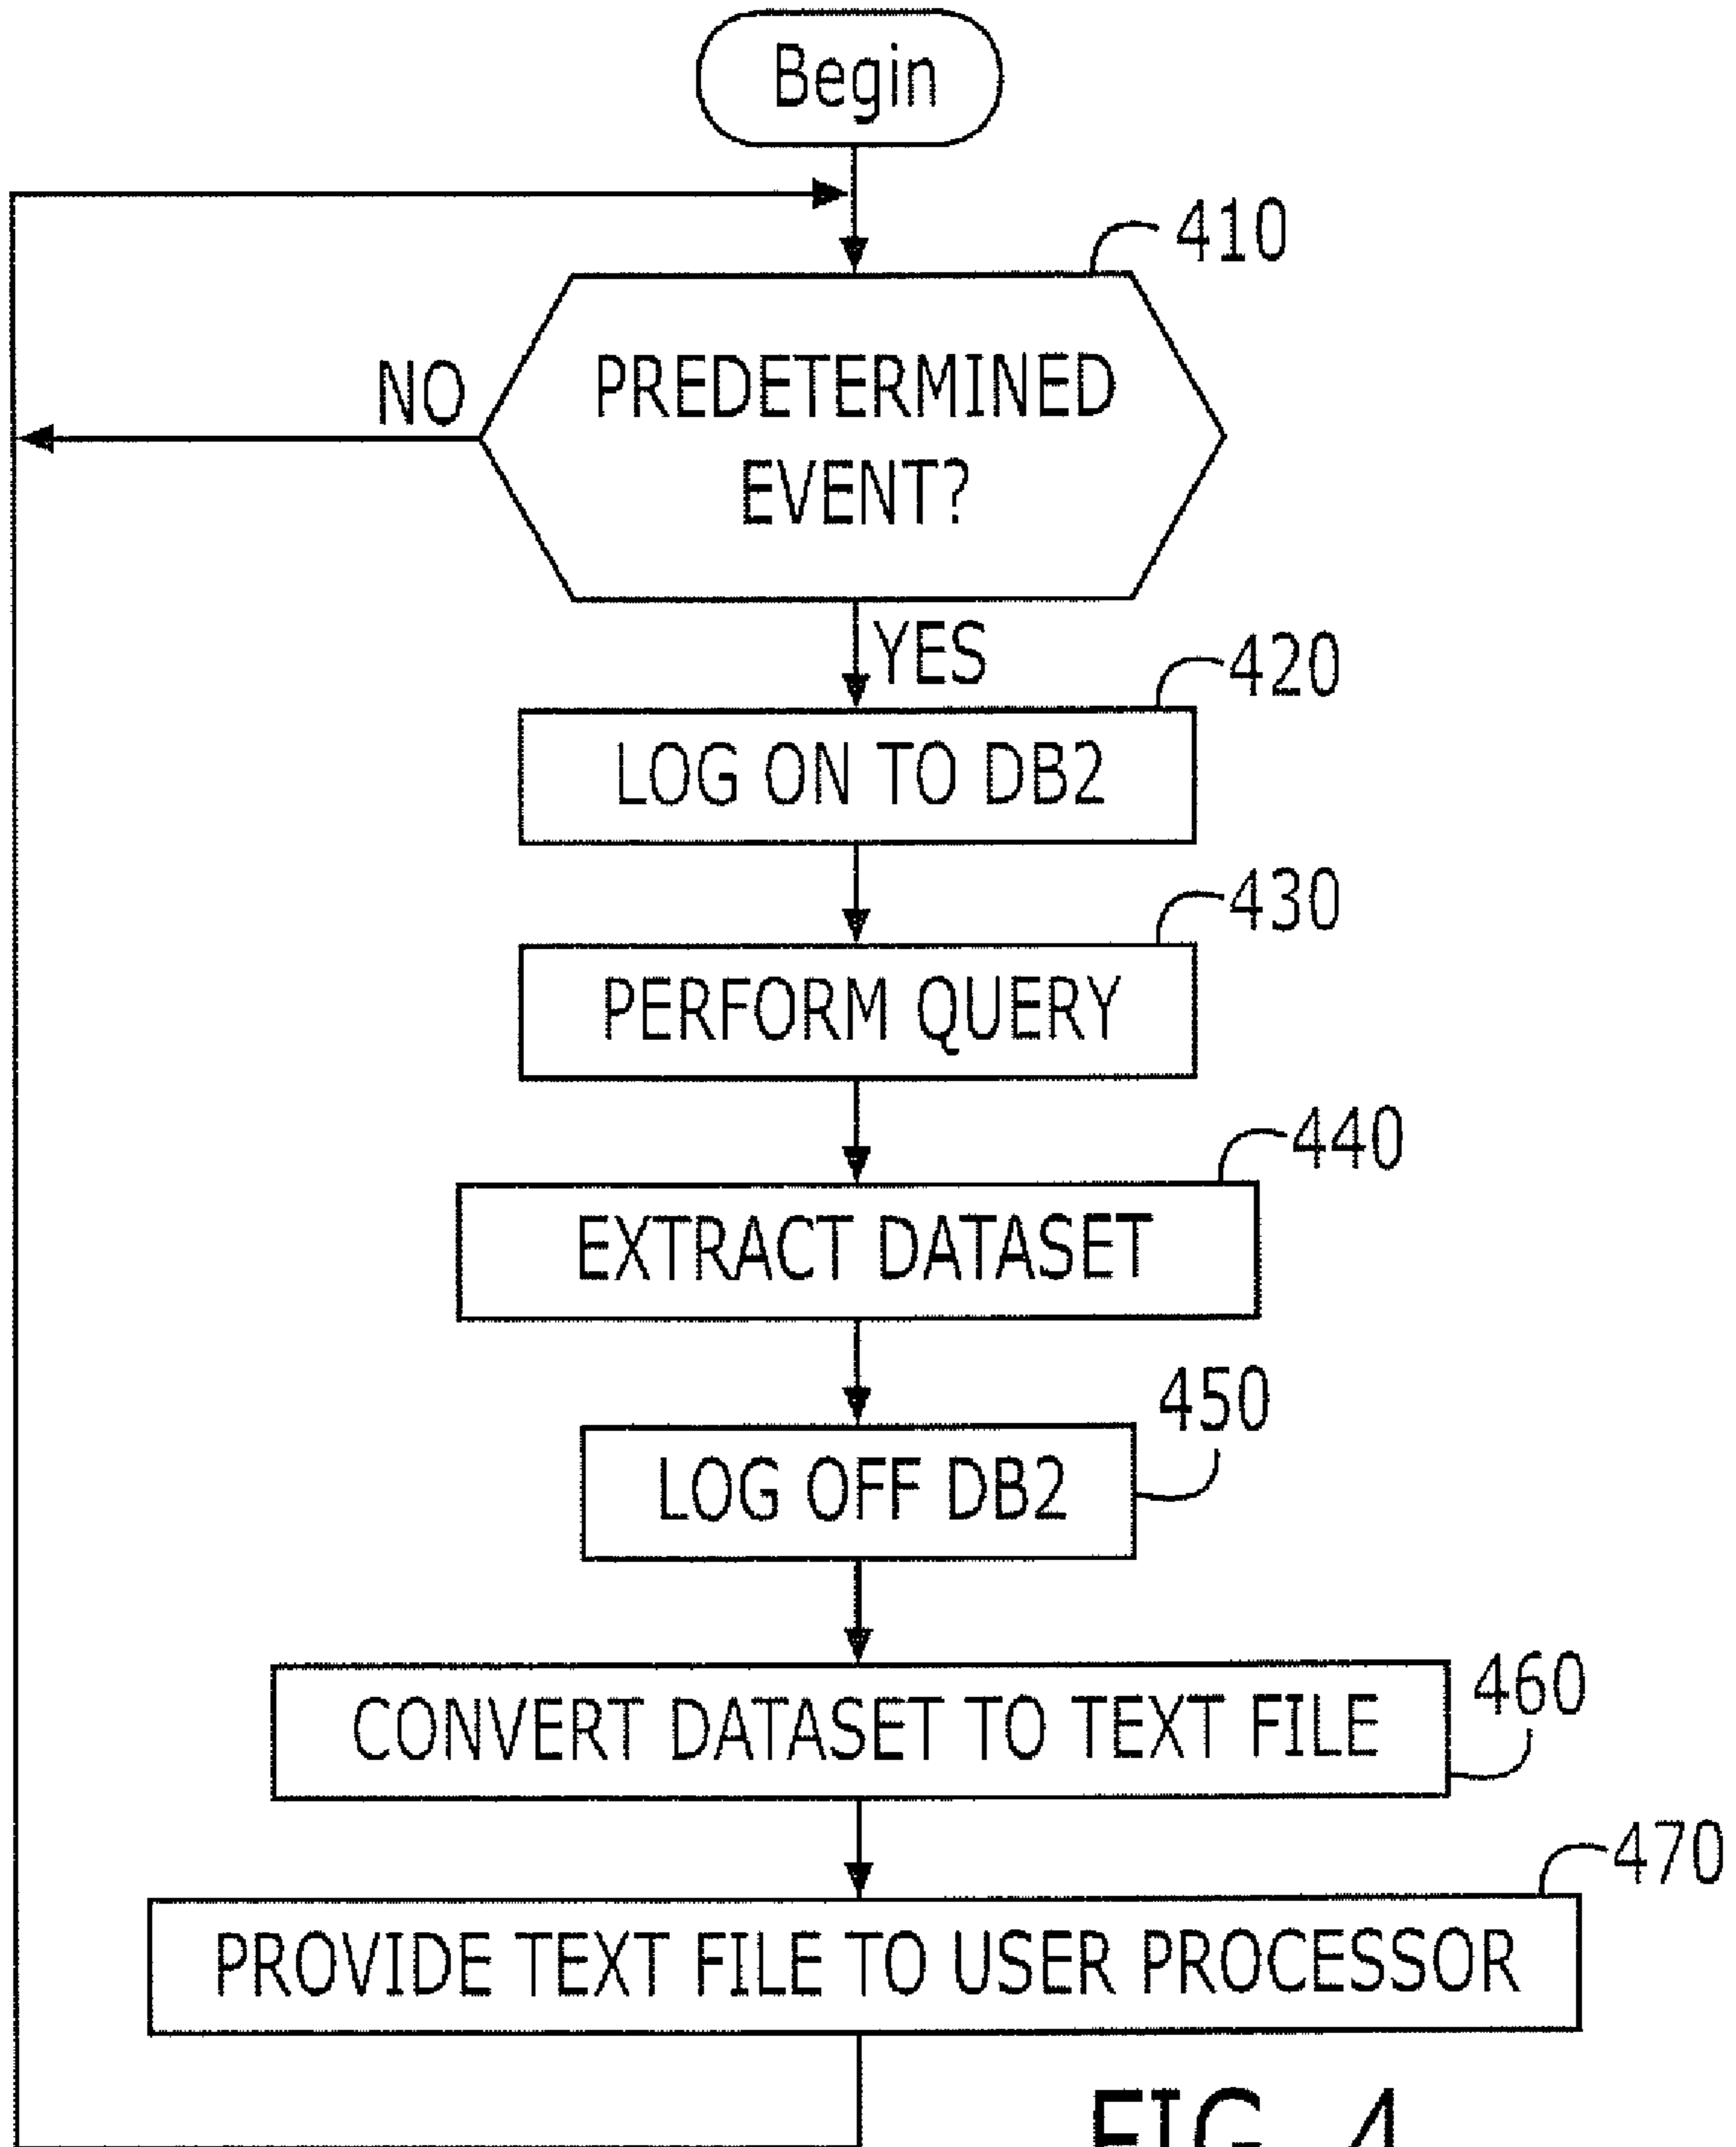 Begin
410
PREDETERMINED
EVENT?
NO
YES
420
LOG ON TO DB2
430
PERFORM QUERY
440
EXTRACT DATASET
450
LOG OFF DB2
460
CONVERT DATASET TO TEXT FILE
470
PROVIDE TEXT FILE TO USER PROCESSOR
FIG. 4